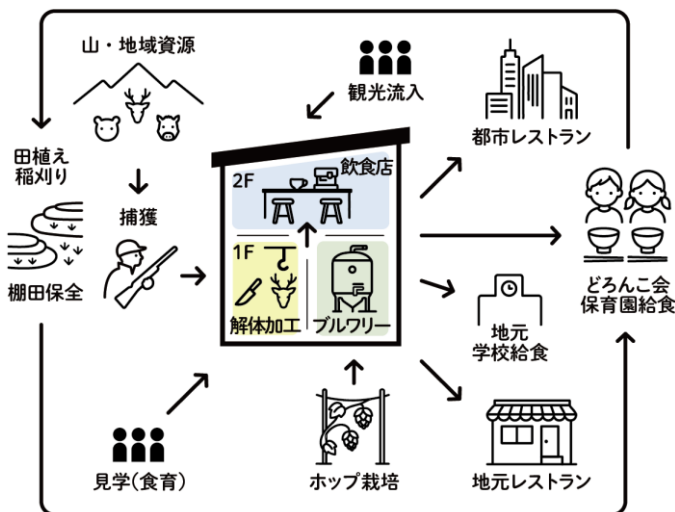 山・地域資源
観光流入
都市レストラン
田植え
稲刈り
捕獲
棚田保全
2F
飲食店
1F
解体加工
ブルワリー
どろんこ会
保育園給食
地元
学校給食
見学(食育)
ホップ栽培
地元レストラン